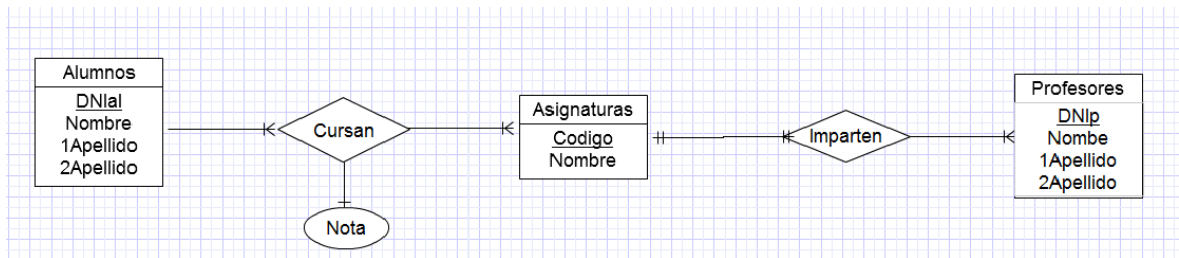 Alumnos
DNIal
Nombre
1Apellido
2Apellido
Cursan
Nota
Asignaturas
Codigo
Nombre
Imparten
Profesores
DNIp
Nombe
1Apellido
2Apellido